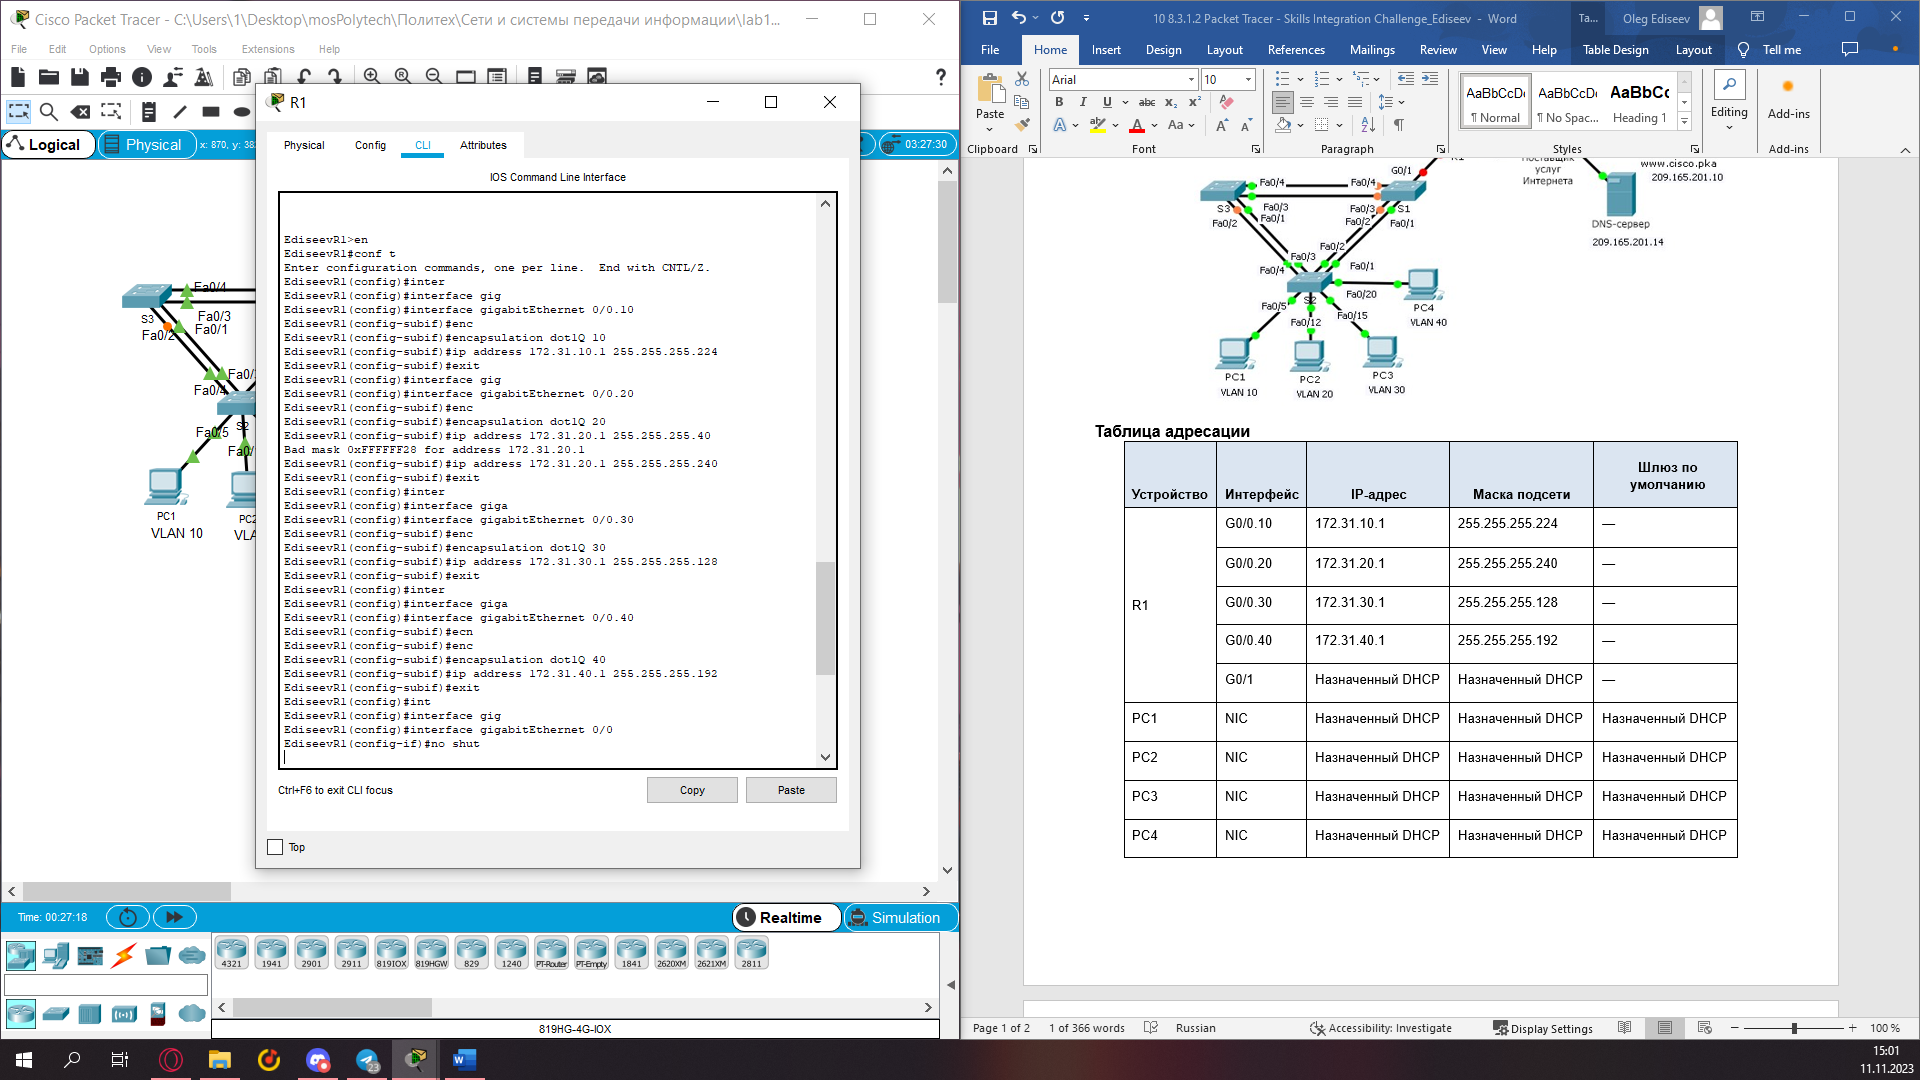 Cisco Packet Tracer - C:\Users\1\Desktop\mosPolytech\Политех\Сети и системы передачи информации\lab1...
File Edit Options View Tools Extensions Help
Logical
Physical
03:27:30
Fa0/4
S3
Fa0/3
Fa0/1
Fa0/4
Fa0/5
PC1
VLAN 10
R1
Physical Config CLI Attributes
IOS Command Line Interface
EdiseevR1>en
EdiseevR1#conf t
Enter configuration commands, one per line. End with CNTL/Z.
EdiseevR1(config)#inter
EdiseevR1(config)#interface gig
EdiseevR1(config)#interface gigabitEthernet 0/0.10
EdiseevR1(config-subif)#enc
EdiseevR1(config-subif)#encapsulation dot1Q 10
EdiseevR1(config-subif)#ip address 172.31.10.1 255.255.255.224
EdiseevR1(config-subif)#exit
EdiseevR1(config)#interface gig
EdiseevR1(config)#interface gigabitEthernet 0/0.20
EdiseevR1(config-subif)#enc
EdiseevR1(config-subif)#encapsulation dot1Q 20
EdiseevR1(config-subif)#ip address 172.31.20.1 255.255.255.40
Bad mask 0xFFFFFF28 for address 172.31.20.1
EdiseevR1(config-subif)#ip address 172.31.20.1 255.255.255.240
EdiseevR1(config-subif)#exit
EdiseevR1(config)#inter
EdiseevR1(config)#interface giga
EdiseevR1(config)#interface gigabitEthernet 0/0.30
EdiseevR1(config-subif)#enc
EdiseevR1(config-subif)#encapsulation dot1Q 30
EdiseevR1(config-subif)#ip address 172.31.30.1 255.255.255.128
EdiseevR1(config-subif)#exit
EdiseevR1(config)#inter
EdiseevR1(config)#interface giga
EdiseevR1(config)#interface gigabitEthernet 0/0.40
EdiseevR1(config-subif)#ecn
EdiseevR1(config-subif)#enc
EdiseevR1(config-subif)#encapsulation dot1Q 40
EdiseevR1(config-subif)#ip address 172.31.40.1 255.255.255.192
EdiseevR1(config-subif)#exit
EdiseevR1(config)#int
EdiseevR1(config)#interface gig
EdiseevR1(config)#interface gigabitEthernet 0/0
EdiseevR1(config-if)#no shut
Ctrl+F6 to exit CLI focus
Copy Paste
Top
Time: 00:27:18
Realtime
Simulation
4321 1941 2901 2911 819IOX 819HGW 829 1240 PT-Router PT-Empty 1841 2620XM 2621XM 2811
819HG-4G-IOX
10 8.3.1.2 Packet Tracer - Skills Integration Challenge_Ediseev - Word
Ta...
Oleg Ediseev
File Home Insert Design Layout References Mailings Review View Help Table Design Layout Tell me
Paste
Arial 10
AaBbCcDı AaBbCcDı AaBbCc
¶ Normal ¶ No Spac... Heading 1
Editing
Add-ins
Clipboard Font Paragraph Styles Add-ins
G0/1
Поставщик
услуг
Интернета
www.cisco.pka
209.165.201.10
Fa0/4 Fa0/4
S3 Fa0/3 Fa0/3 S1
Fa0/2 Fa0/1 Fa0/2 Fa0/1
DNS-сервер
209.165.201.14
Fa0/2
Fa0/3
Fa0/4 Fa0/1
S2 Fa0/20
PC4
VLAN 40
Fa0/5 Fa0/12 Fa0/15
PC1 PC2 PC3
VLAN 10 VLAN 20 VLAN 30
Таблица адресации
Устройство Интерфейс IP-адрес Маска подсети Шлюз по умолчанию
R1
G0/0.10 172.31.10.1 255.255.255.224 —
G0/0.20 172.31.20.1 255.255.255.240 —
G0/0.30 172.31.30.1 255.255.255.128 —
G0/0.40 172.31.40.1 255.255.255.192 —
G0/1 Назначенный DHCP Назначенный DHCP —
PC1 NIC Назначенный DHCP Назначенный DHCP Назначенный DHCP
PC2 NIC Назначенный DHCP Назначенный DHCP Назначенный DHCP
PC3 NIC Назначенный DHCP Назначенный DHCP Назначенный DHCP
PC4 NIC Назначенный DHCP Назначенный DHCP Назначенный DHCP
Page 1 of 2 1 of 366 words Russian Accessibility: Investigate Display Settings 100 %
23
15:01
11.11.2023